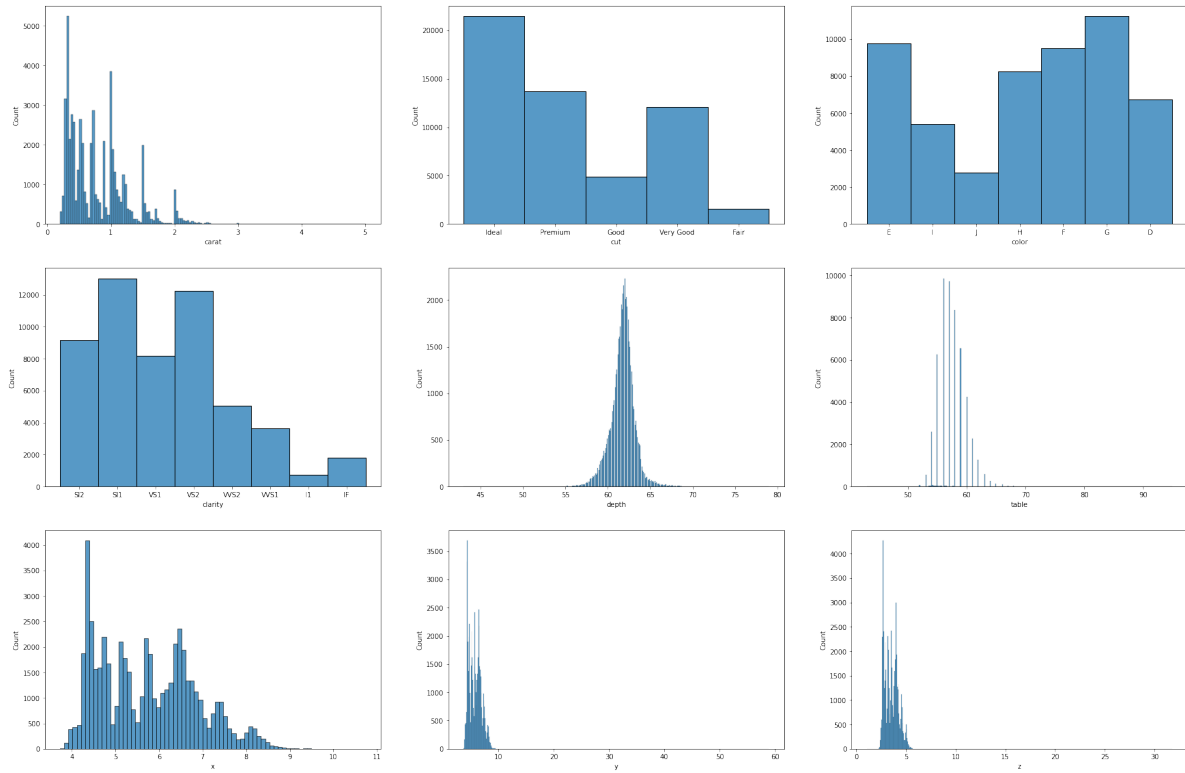 Count
5000
4000
3000
2000
1000
0
0 1 2 3 4 5
carat
Count
20000
15000
10000
5000
0
Ideal Premium Good Very Good Fair
cut
Count
10000
8000
6000
4000
2000
0
E I J H F G D
color
Count
12000
10000
8000
6000
4000
2000
0
SI2 SI1 VS1 VS2 VVS2 VVS1 I1 IF
clarity
Count
2000
1500
1000
500
0
45 50 55 60 65 70 75 80
depth
Count
10000
8000
6000
4000
2000
0
50 60 70 80 90
table
Count
4000
3500
3000
2500
2000
1500
1000
500
0
4 5 6 7 8 9 10 11
x
Count
3500
3000
2500
2000
1500
1000
500
0
10 20 30 40 50 60
y
Count
4000
3500
3000
2500
2000
1500
1000
500
0
0 5 10 15 20 25 30
z